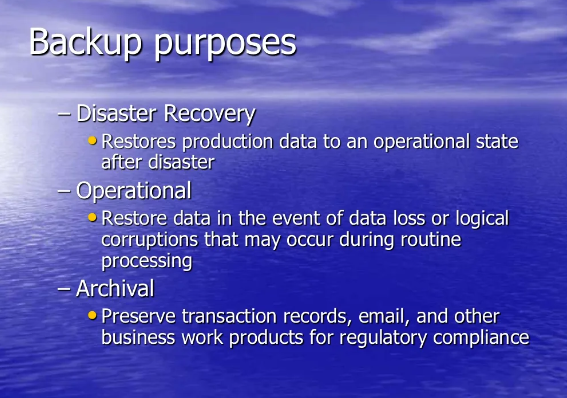 Backup purposes
– Disaster Recovery
• Restores production data to an operational state
after disaster
– Operational
• Restore data in the event of data loss or logical
corruptions that may occur during routine
processing
– Archival
• Preserve transaction records, email, and other
business work products for regulatory compliance